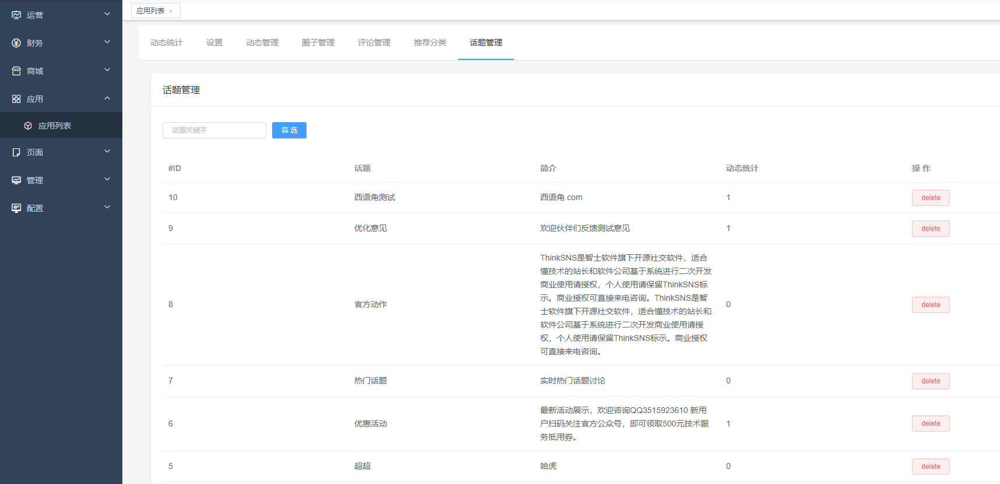 运营
财务
商城
应用
应用列表
页面
管理
配置
应用列表 ×
动态统计 设置 动态管理 圈子管理 评论管理 推荐分类 话题管理
话题管理
话题关键字 筛 选
#ID 话题 简介 动态统计 操 作
10 西语角测试 西语角.com 1 delete
9 优化意见 欢迎伙伴们反馈测试意见 1 delete
ThinkSNS是智士软件旗下开源社交软件，适合
懂技术的站长和软件公司基于系统进行二次开发
商业使用请授权，个人使用请保留ThinkSNS标
示。商业授权可直接来电咨询。ThinkSNS是智
8 官方动作 士软件旗下开源社交软件，适合懂技术的站长和 0 delete
软件公司基于系统进行二次开发商业使用请授
权，个人使用请保留ThinkSNS标示。商业授权
可直接来电咨询。
7 热门话题 实时热门话题讨论 0 delete
最新活动展示，欢迎咨询QQ3515923610 新用
6 优惠活动 户扫码关注官方公众号，即可领取500元技术服 1 delete
务抵用券。
5 超超 哈虎 0 delete